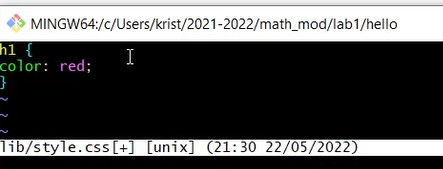 MINGW64:/c/Users/krist/2021-2022/math_mod/lab1/hello
h1 {
color: red;
}
~
~
~
lib/style.css[+] [unix] (21:30 22/05/2022)